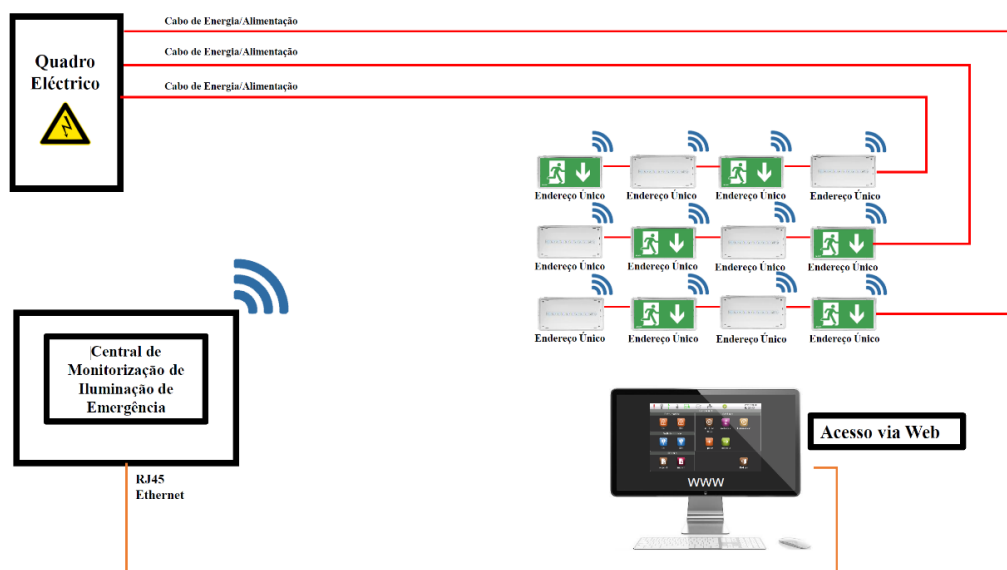 Cabo de Energia/Alimentação
Cabo de Energia/Alimentação
Cabo de Energia/Alimentação
Quadro
Eléctrico
Endereço Único Endereço Único Endereço Único Endereço Único
Endereço Único Endereço Único Endereço Único Endereço Único
Endereço Único Endereço Único Endereço Único Endereço Único
Central de
Monitorização de
Iluminação de
Emergência
RJ45
Ethernet
Acesso via Web
WWW